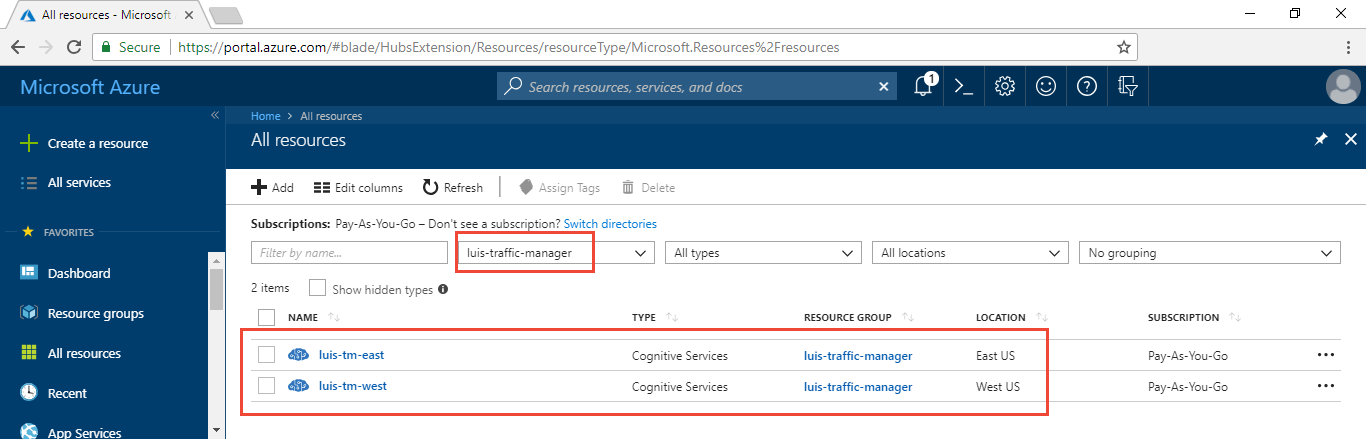 All resources - Microsoft
Secure https://portal.azure.com/#blade/HubsExtension/Resources/resourceType/Microsoft.Resources%2Fresources
Microsoft Azure
Search resources, services, and docs
1
Home > All resources
All resources
Create a resource
All services
FAVORITES
Dashboard
Resource groups
All resources
Recent
App Services
Add Edit columns Refresh Assign Tags Delete
Subscriptions: Pay-As-You-Go – Don't see a subscription? Switch directories
Filter by name... luis-traffic-manager All types All locations No grouping
2 items Show hidden types
NAME TYPE RESOURCE GROUP LOCATION SUBSCRIPTION
luis-tm-east Cognitive Services luis-traffic-manager East US Pay-As-You-Go
luis-tm-west Cognitive Services luis-traffic-manager West US Pay-As-You-Go